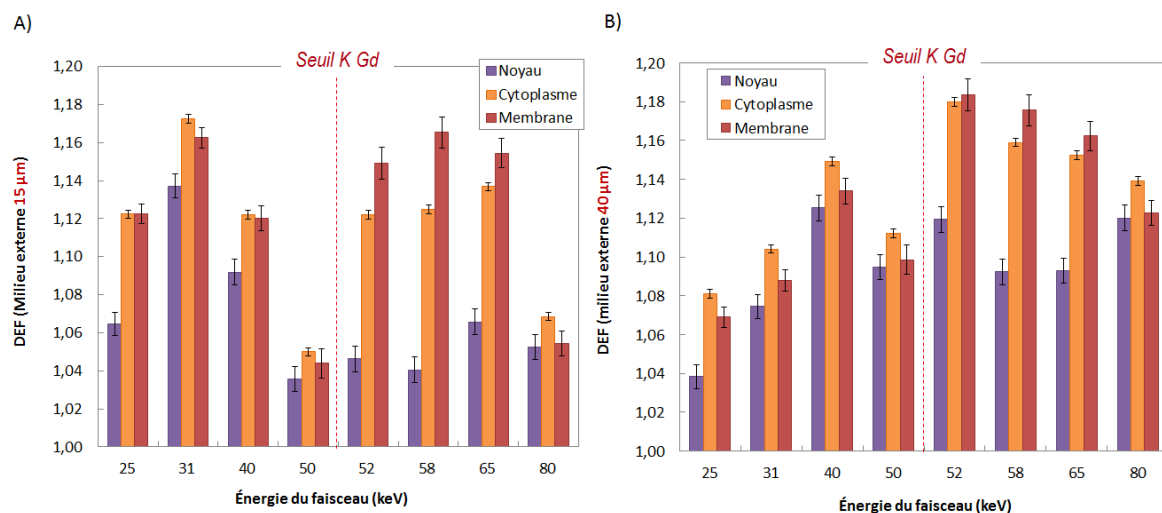 A)
Seuil K Gd
DEF (Milieu externe 15 µm)
1,20
1,18
1,16
1,14
1,12
1,10
1,08
1,06
1,04
1,02
1,00
Noyau
Cytoplasme
Membrane
25 31 40 50 52 58 65 80
Énergie du faisceau (keV)
B)
Seuil K Gd
DEF (milieu externe 40 µm)
1,20
1,18
1,16
1,14
1,12
1,10
1,08
1,06
1,04
1,02
1,00
Noyau
Cytoplasme
Membrane
25 31 40 50 52 58 65 80
Énergie du faisceau (keV)